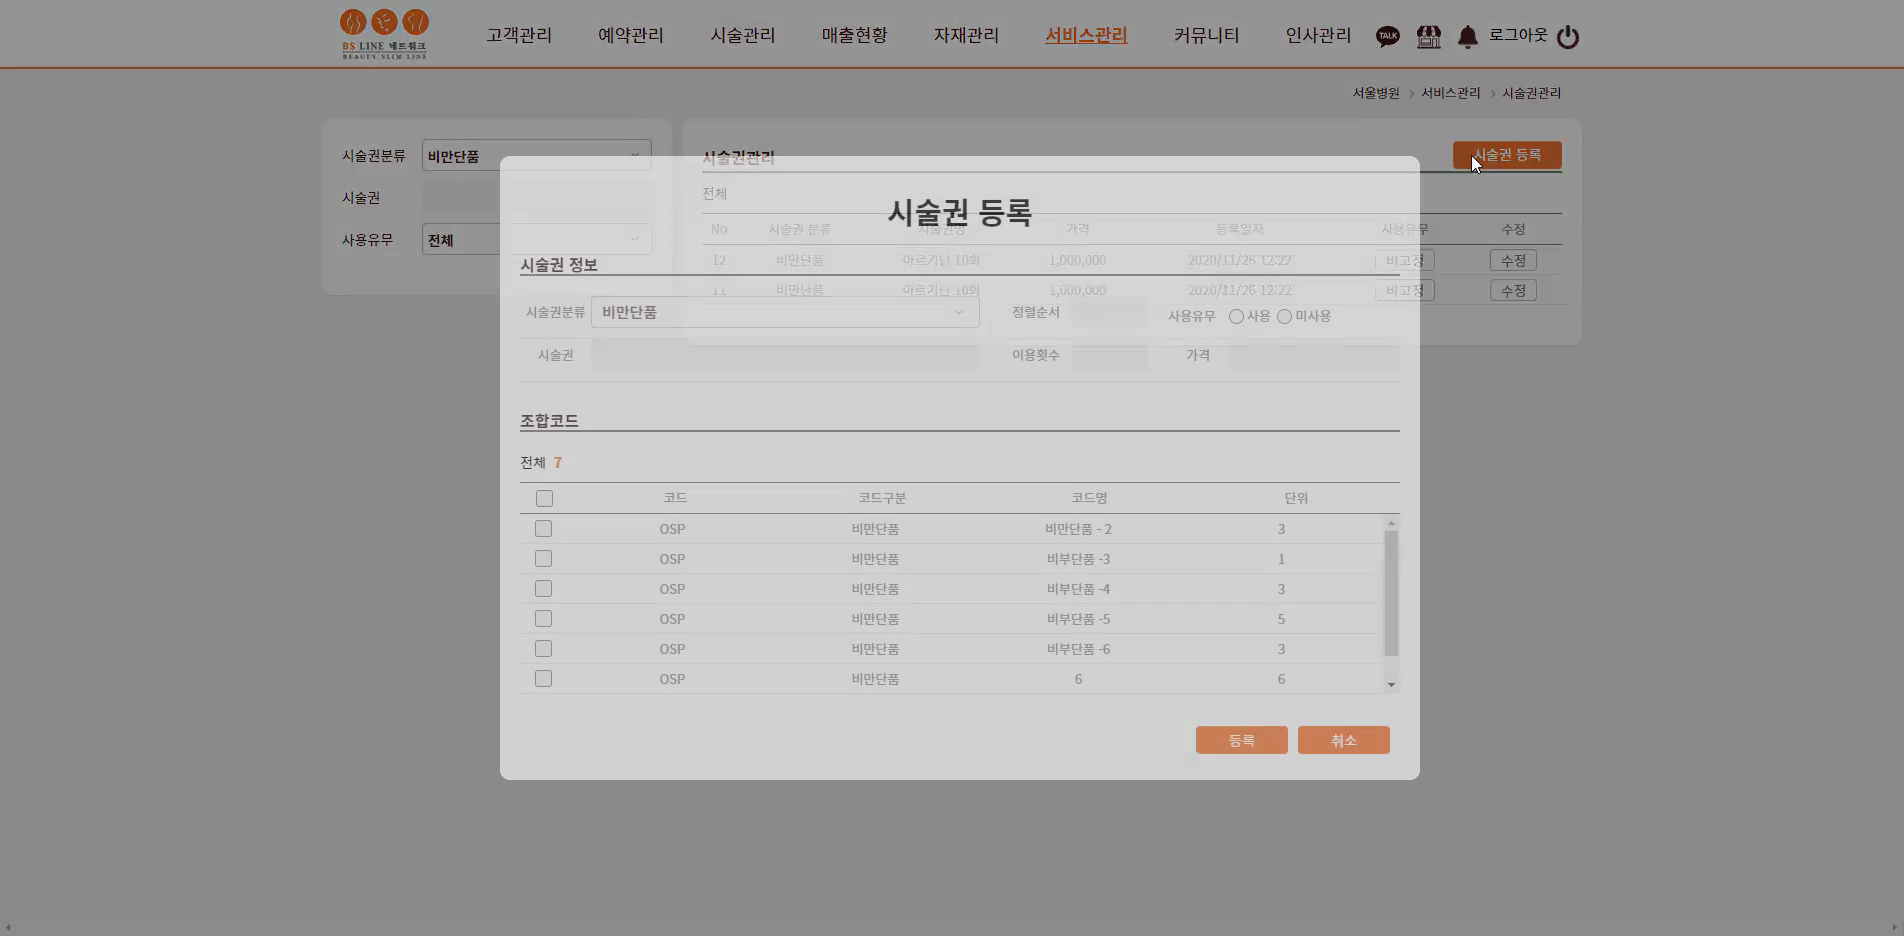 BS LINE 네트워크
BEAUTY SLIM LINE
고객관리 예약관리 시술관리 매출현황 자재관리 서비스관리 커뮤니티 인사관리 TALK 로그아웃
서울병원 > 서비스관리 > 시술권관리
시술권분류 비만단품
시술권
사용유무 전체
시술권관리 시술권 등록
전체
No 시술권 분류 시술권명 가격 등록일자 사용유무 수정
12 비만단품 아르기닌 10회 1,000,000 2020/11/26 12:22 비고정 수정
11 비만단품 아르기닌 10회 1,000,000 2020/11/26 12:22 비고정 수정
시술권 등록
시술권 정보
시술권분류 비만단품 정렬순서 사용유무 사용 미사용
시술권 이용횟수 가격
조합코드
전체 7
코드 코드구분 코드명 단위
OSP 비만단품 비만단품 - 2 3
OSP 비만단품 비부단품 -3 1
OSP 비만단품 비부단품 -4 3
OSP 비만단품 비부단품 -5 5
OSP 비만단품 비부단품 -6 3
OSP 비만단품 6 6
등록 취소